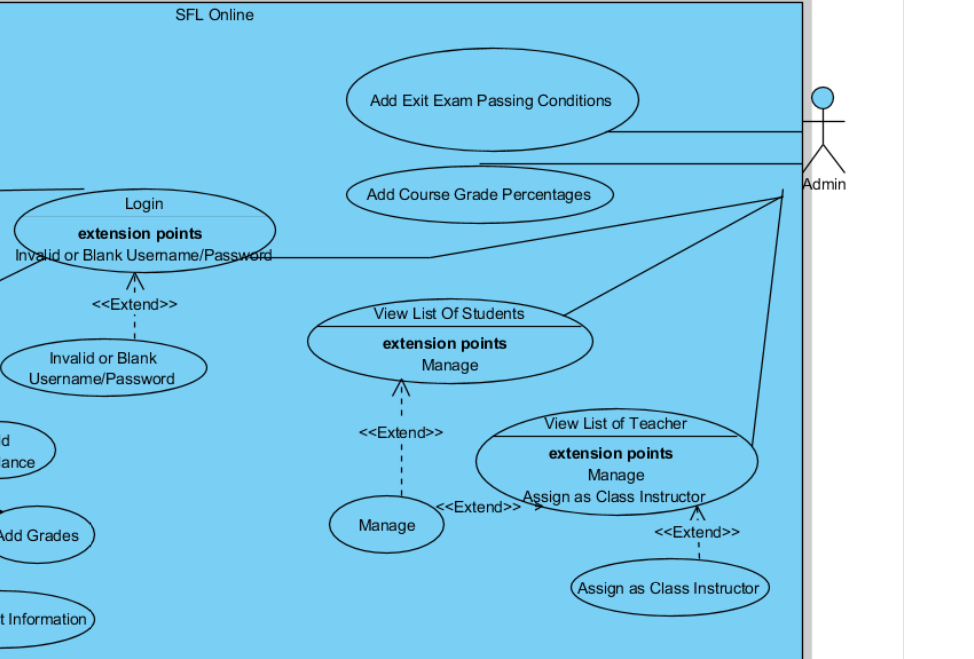 SFL Online
Add Exit Exam Passing Conditions
Admin
Add Course Grade Percentages
Login
extension points
Invalid or Blank Username/Password
<<Extend>>
Invalid or Blank
Username/Password
View List Of Students
extension points
Manage
<<Extend>>
Manage
<<Extend>>
View List of Teacher
extension points
Manage
Assign as Class Instructor
<<Extend>>
Assign as Class Instructor
Add Grades
t Information